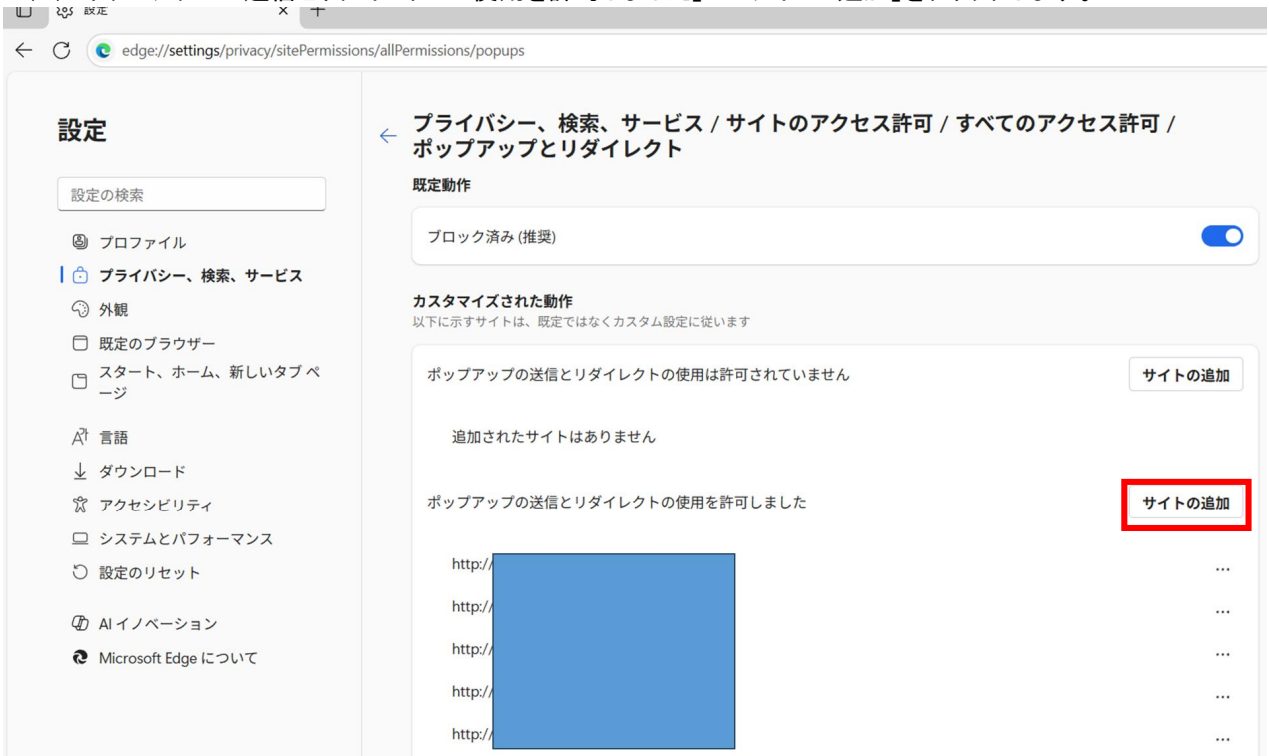 設定
edge://settings/privacy/sitePermissions/allPermissions/popups
設定
設定の検索
プロファイル
プライバシー、検索、サービス
外観
既定のブラウザー
スタート、ホーム、新しいタブ ペ
ージ
言語
ダウンロード
アクセシビリティ
システムとパフォーマンス
設定のリセット
AI イノベーション
Microsoft Edge について
プライバシー、検索、サービス / サイトのアクセス許可 / すべてのアクセス許可 /
ポップアップとリダイレクト
既定動作
ブロック済み (推奨)
カスタマイズされた動作
以下に示すサイトは、既定ではなくカスタム設定に従います
ポップアップの送信とリダイレクトの使用は許可されていません
サイトの追加
追加されたサイトはありません
ポップアップの送信とリダイレクトの使用を許可しました
サイトの追加
http://
http://
http://
http://
http://